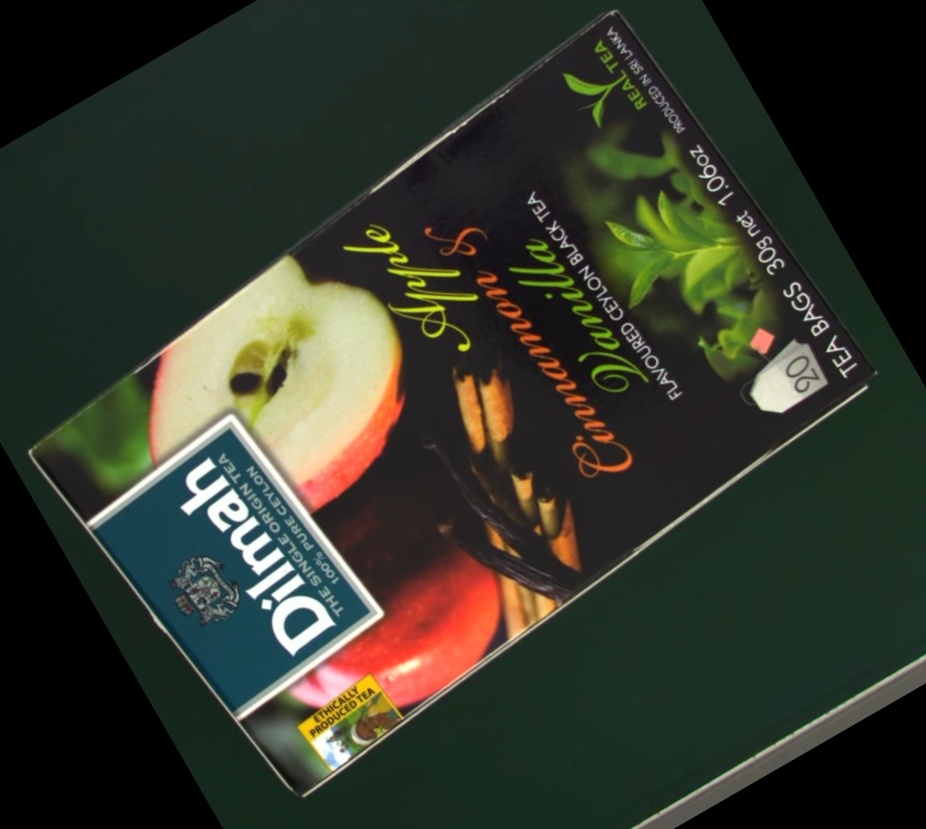 Dilmah
THE SINGLE ORIGIN TEA
100% PURE CEYLON
ETHICALLY
PRODUCED TEA
Apple
Cinnamon &
Vanilla
FLAVOURED CEYLON BLACK TEA
REAL TEA
PRODUCED IN SRI LANKA
20
TEA BAGS 30g net 1.06oz